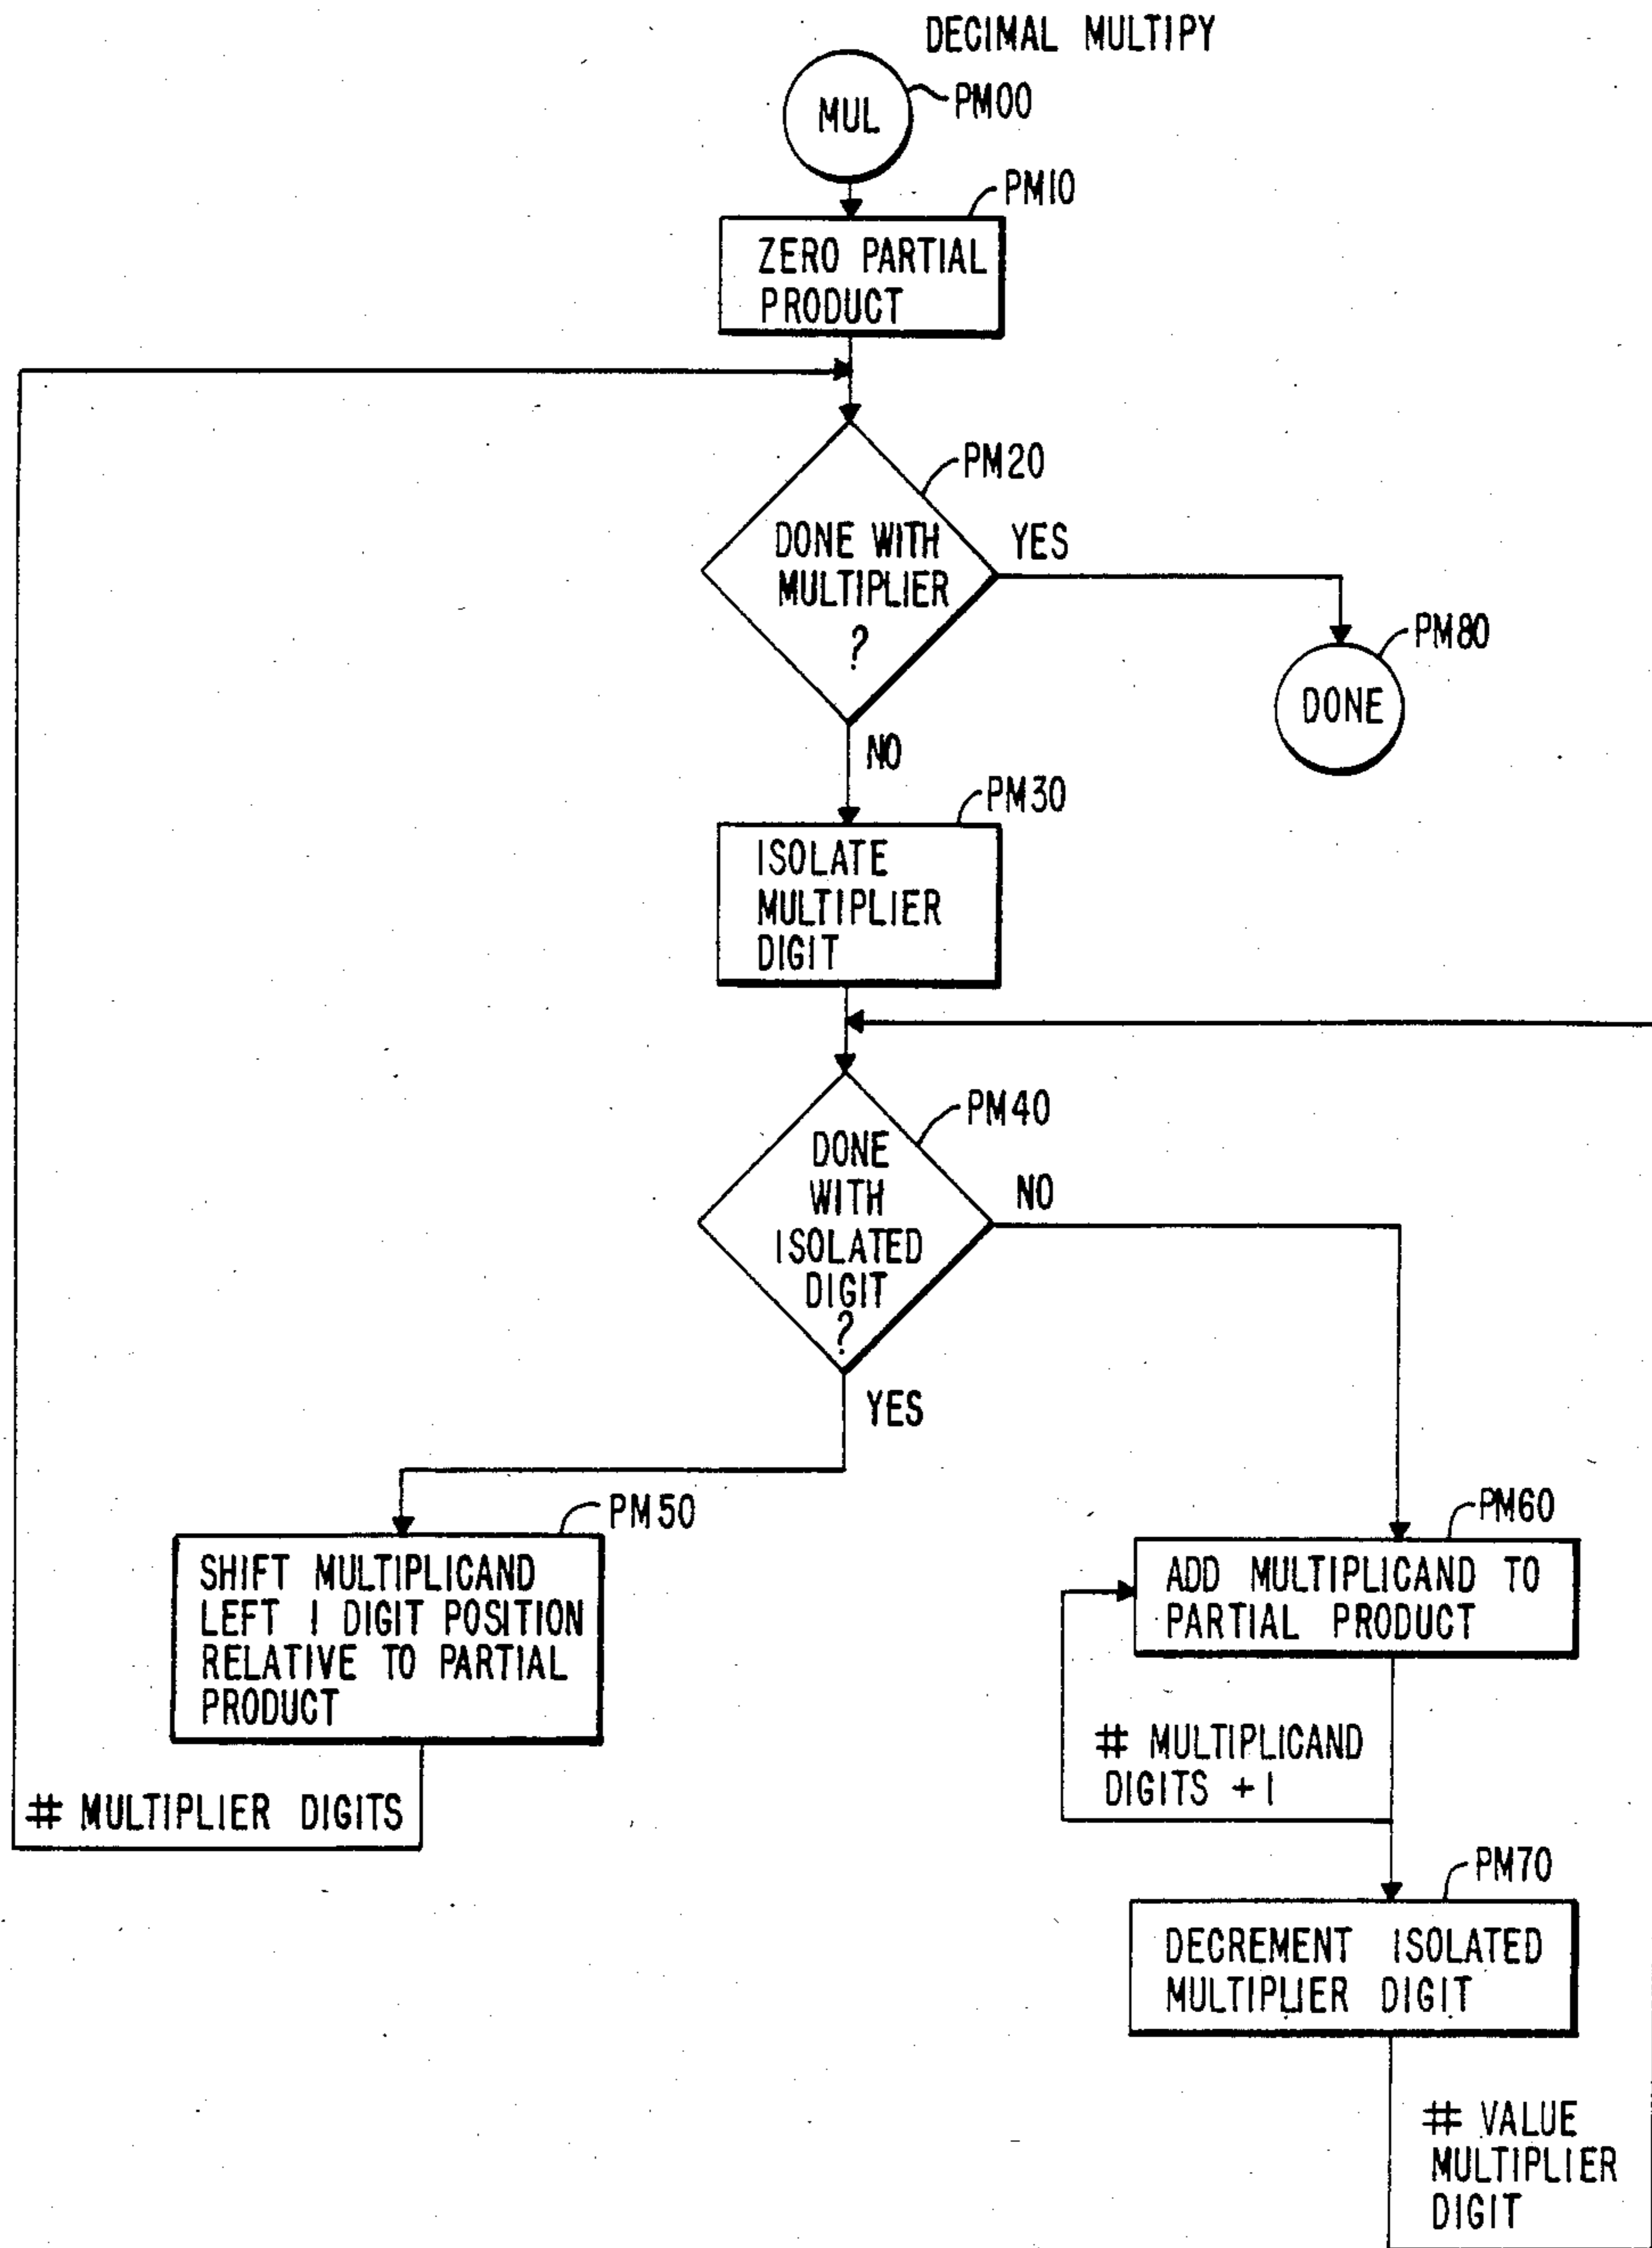 DECIMAL MULTIPY
MUL
PM00
PM10
ZERO PARTIAL
PRODUCT
PM20
DONE WITH
MULTIPLIER
?
YES
PM80
DONE
NO
PM30
ISOLATE
MULTIPLIER
DIGIT
PM40
DONE
WITH
ISOLATED
DIGIT
?
NO
YES
PM50
SHIFT MULTIPLICAND
LEFT 1 DIGIT POSITION
RELATIVE TO PARTIAL
PRODUCT
# MULTIPLIER DIGITS
PM60
ADD MULTIPLICAND TO
PARTIAL PRODUCT
# MULTIPLICAND
DIGITS +1
PM70
DECREMENT ISOLATED
MULTIPLIER DIGIT
# VALUE
MULTIPLIER
DIGIT